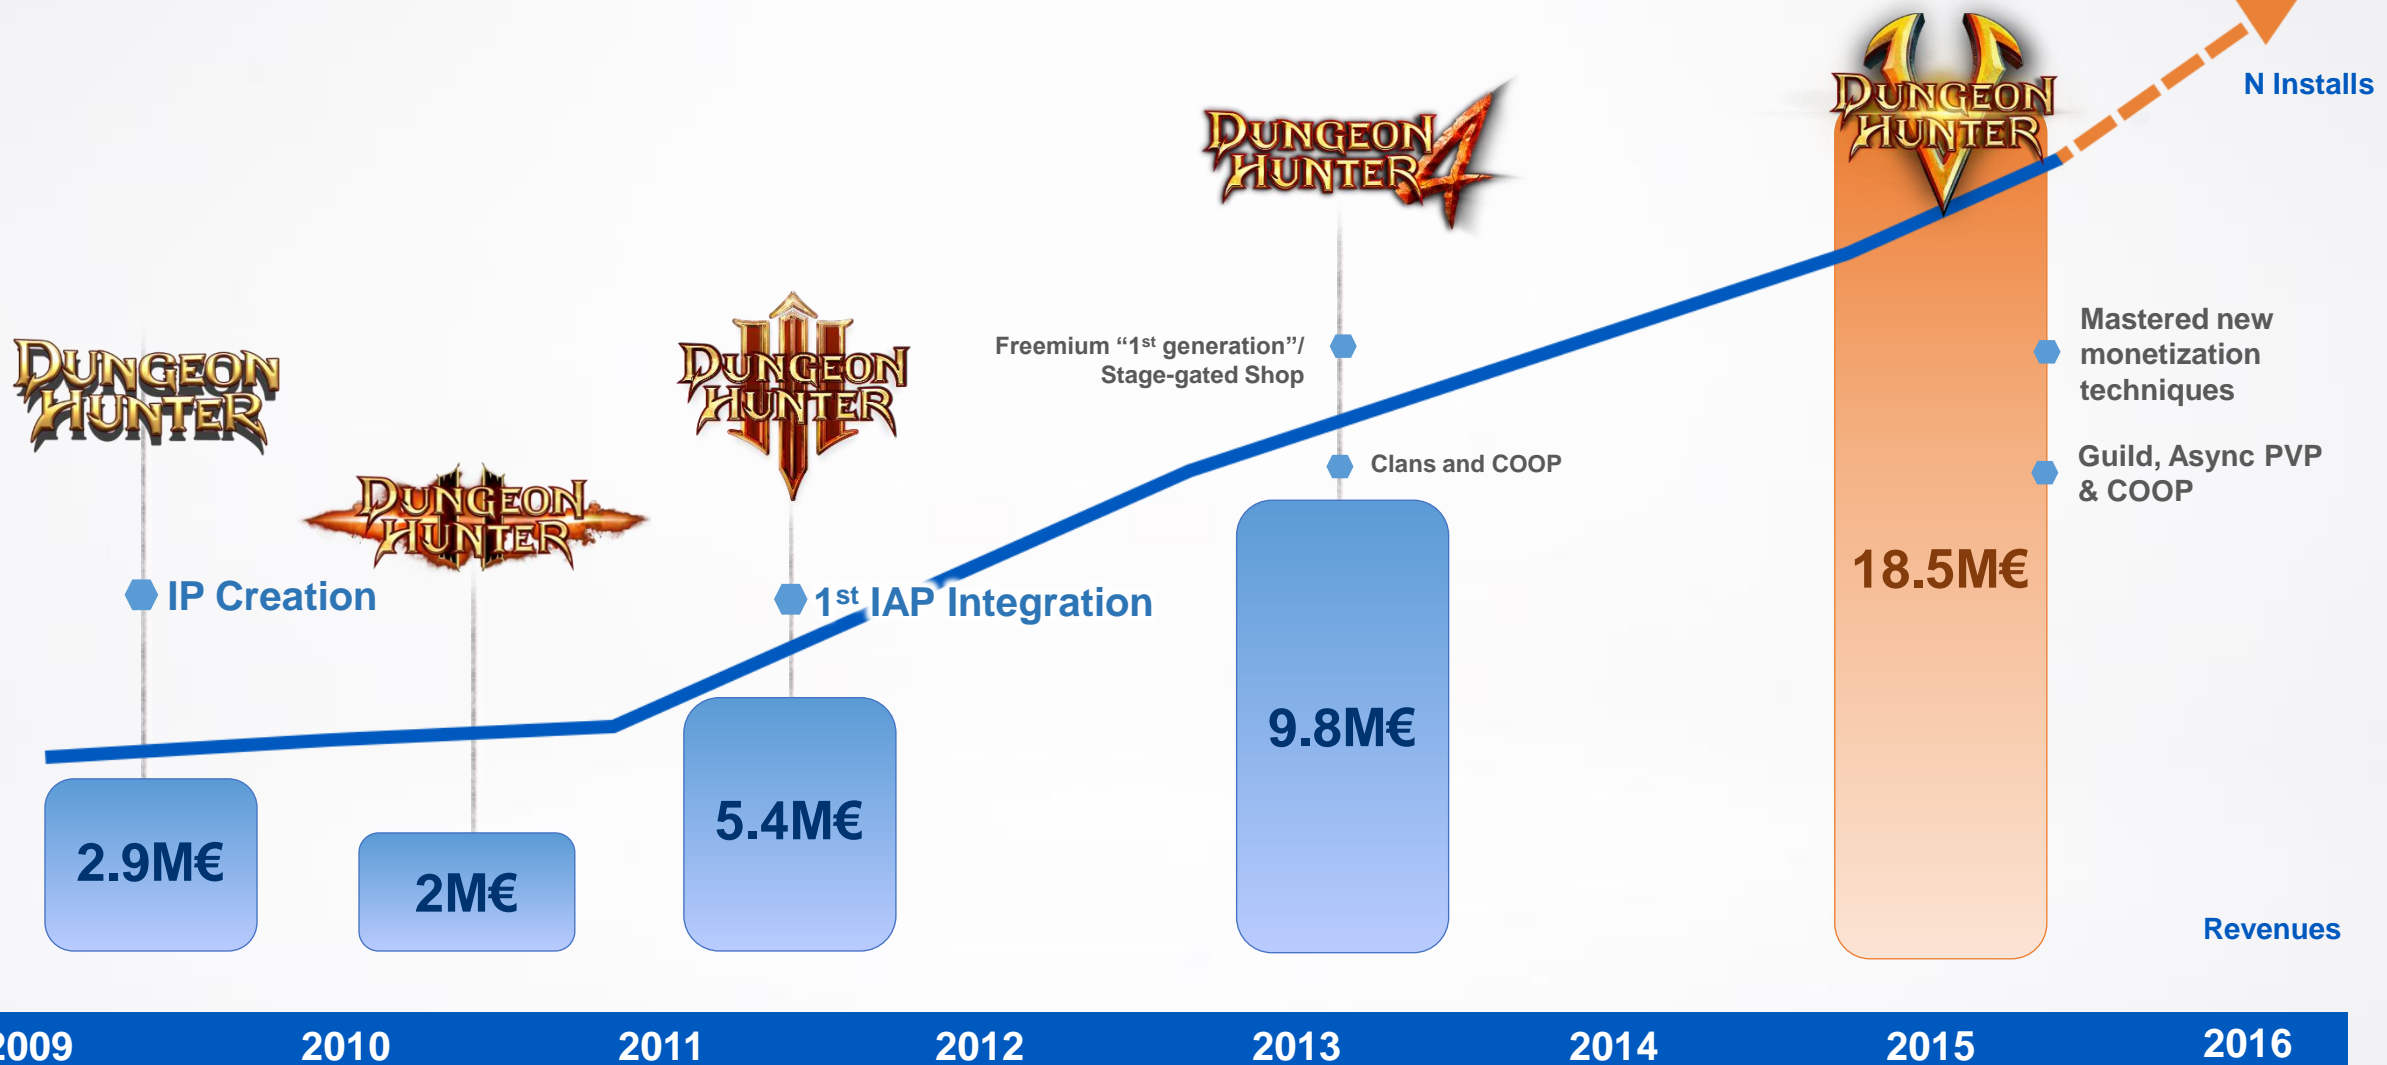 N Installs
DUNGEON
HUNTER
DUNGEON
HUNTER 4
DUNGEON
HUNTER
III
DUNGEON
HUNTER
V
DUNGEON
HUNTER
II
Freemium “1st generation”/
Stage-gated Shop
Clans and COOP
Mastered new
monetization
techniques
Guild, Async PVP
& COOP
IP Creation
1st IAP Integration
2.9M€
2M€
5.4M€
9.8M€
18.5M€
Revenues
2009
2010
2011
2012
2013
2014
2015
2016